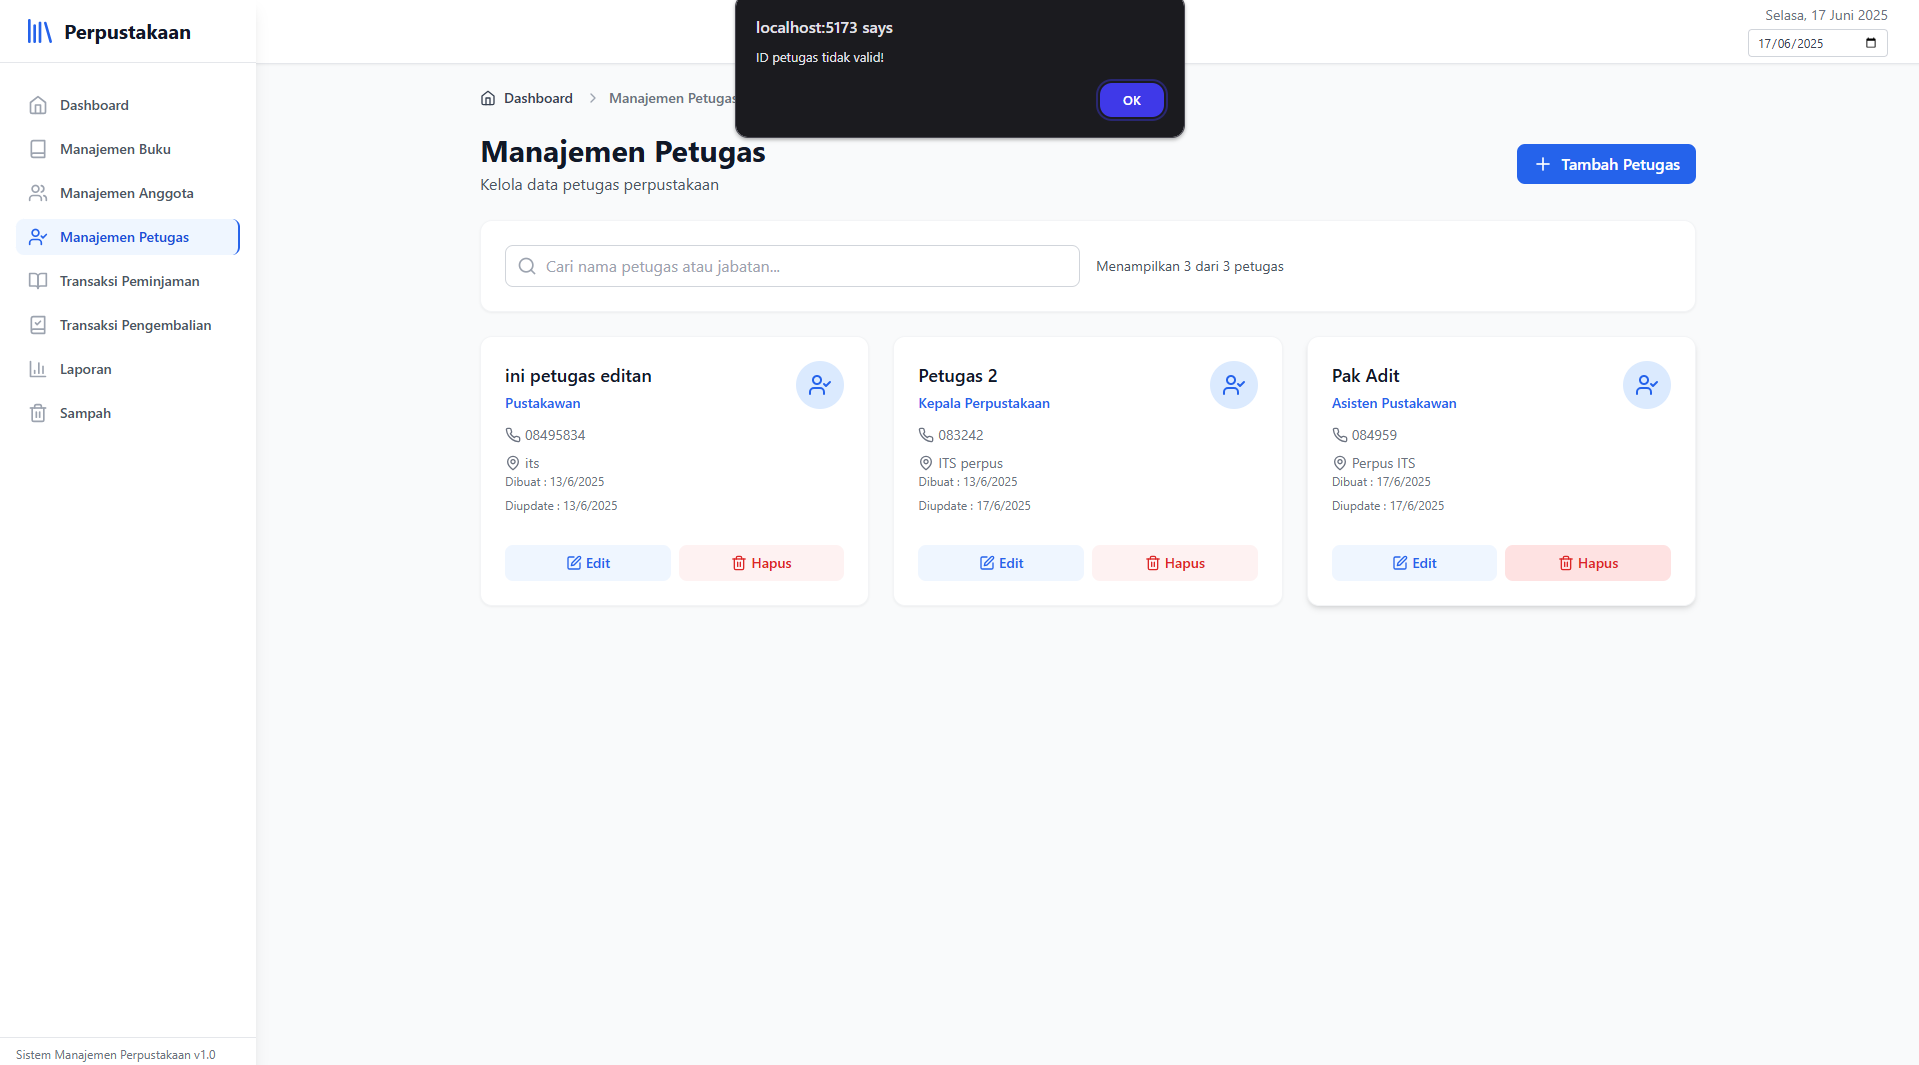 Perpustakaan
Dashboard
Manajemen Buku
Manajemen Anggota
Manajemen Petugas
Transaksi Peminjaman
Transaksi Pengembalian
Laporan
Sampah
Sistem Manajemen Perpustakaan v1.0
localhost:5173 says
ID petugas tidak valid!
OK
Selasa, 17 Juni 2025
17/06/2025
Dashboard
Manajemen Petugas
Manajemen Petugas
Kelola data petugas perpustakaan
Tambah Petugas
Cari nama petugas atau jabatan...
Menampilkan 3 dari 3 petugas
ini petugas editan
Pustakawan
08495834
its
Dibuat : 13/6/2025
Diupdate : 13/6/2025
Edit
Hapus
Petugas 2
Kepala Perpustakaan
083242
ITS perpus
Dibuat : 13/6/2025
Diupdate : 17/6/2025
Edit
Hapus
Pak Adit
Asisten Pustakawan
084959
Perpus ITS
Dibuat : 17/6/2025
Diupdate : 17/6/2025
Edit
Hapus